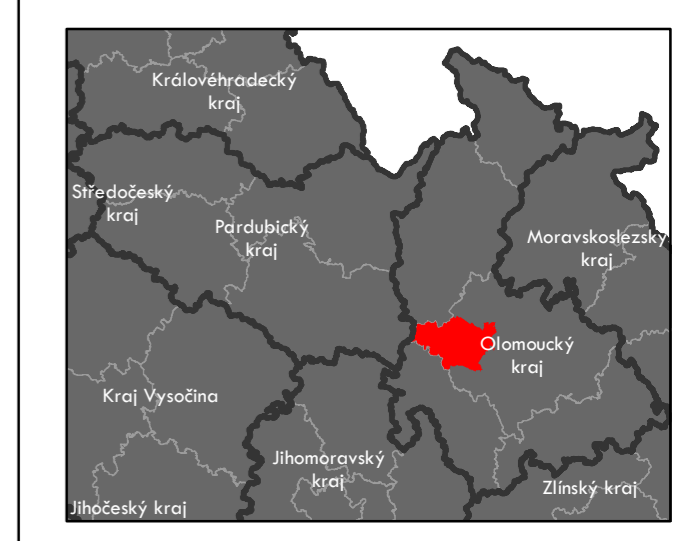 Královéhradecký
kraj
Středočeský
kraj
Pardubický
kraj
Moravskoslezský
kraj
Olomoucký
kraj
Kraj Vysočina
Jihomoravský
kraj
Zlínský kraj
Jihočeský kraj